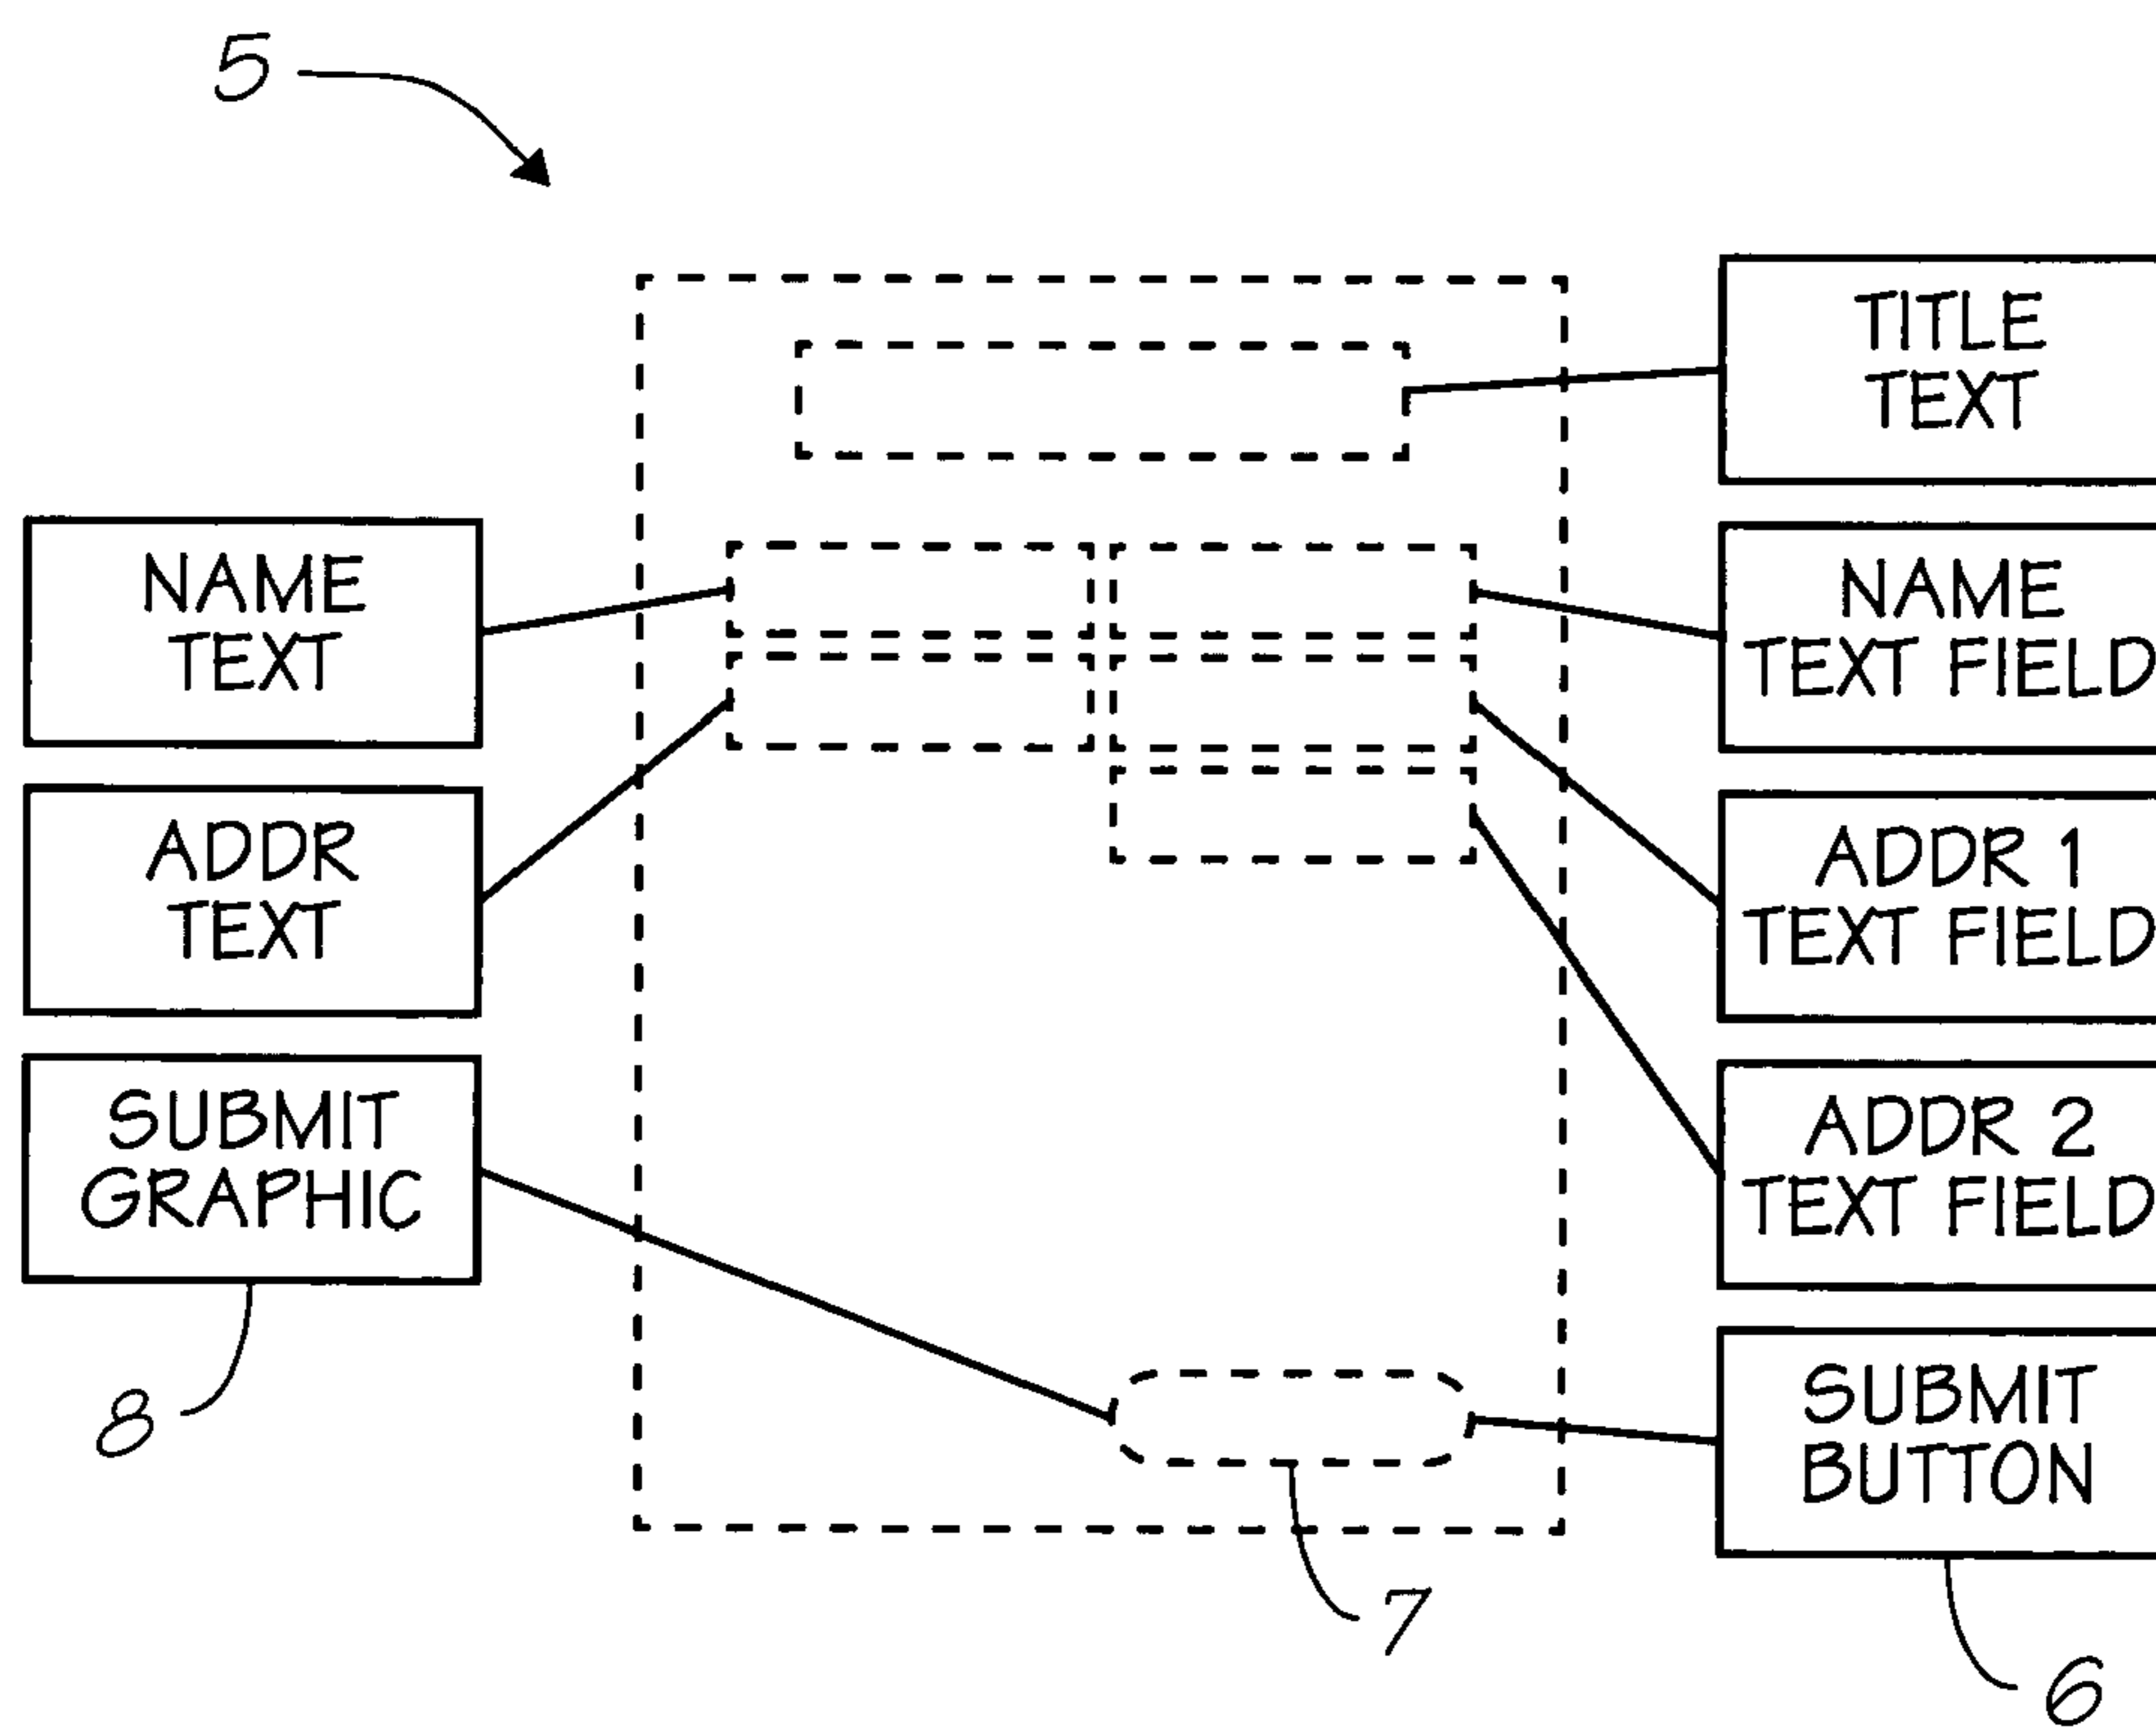 5
TITLE
TEXT
NAME
TEXT
NAME
TEXT FIELD
ADDR
TEXT
ADDR 1
TEXT FIELD
SUBMIT
GRAPHIC
ADDR 2
TEXT FIELD
SUBMIT
BUTTON
8
7
6